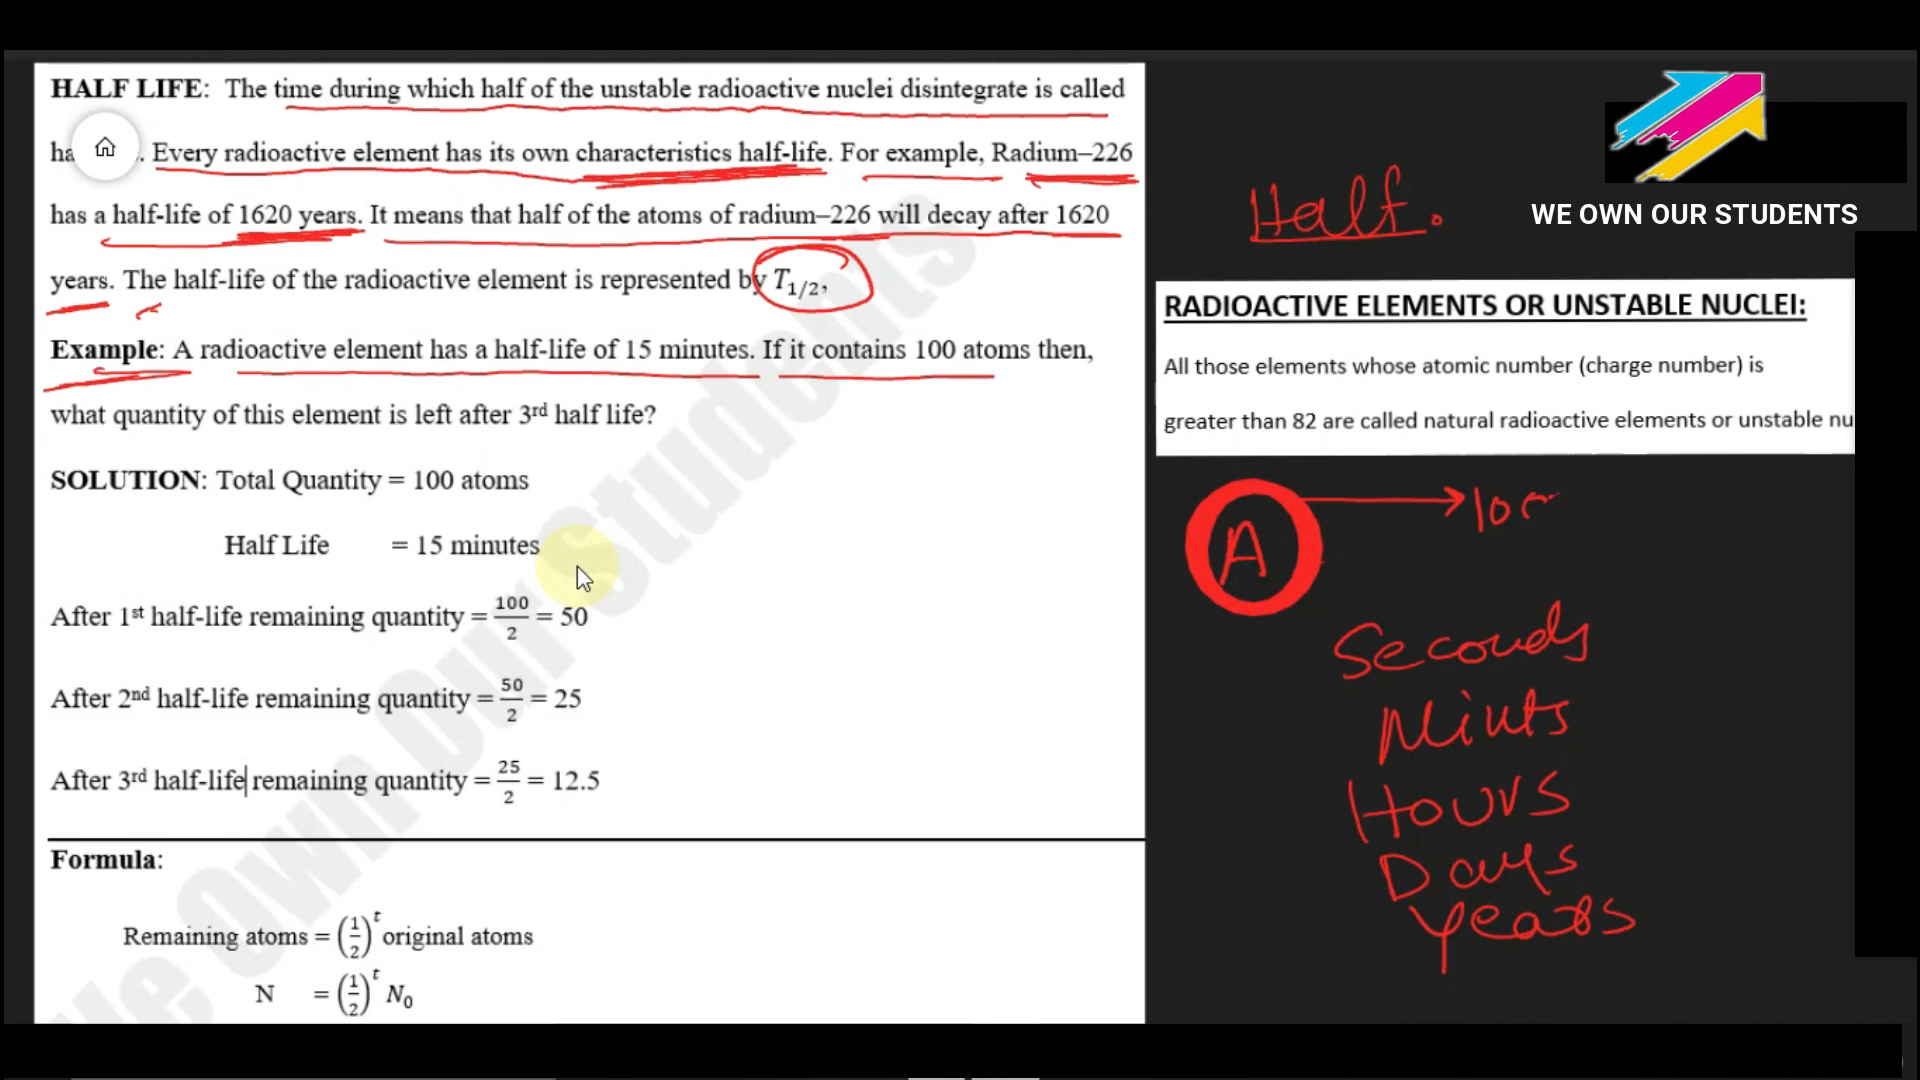 HALF LIFE: The time during which half of the unstable radioactive nuclei disintegrate is called
Every radioactive element has its own characteristics half-life. For example, Radium–226
has a half-life of 1620 years. It means that half of the atoms of radium–226 will decay after 1620
years. The half-life of the radioactive element is represented by T1/2,
Example: A radioactive element has a half-life of 15 minutes. If it contains 100 atoms then,
what quantity of this element is left after 3rd half life?
SOLUTION: Total Quantity = 100 atoms
Half Life = 15 minutes
After 1st half-life remaining quantity = 100/2 = 50
After 2nd half-life remaining quantity = 50/2 = 25
After 3rd half-life remaining quantity = 25/2 = 12.5
Formula:
Remaining atoms = (1/2)^t original atoms
N = (1/2)^t N0
We Own Our Students
Half.
WE OWN OUR STUDENTS
RADIOACTIVE ELEMENTS OR UNSTABLE NUCLEI:
All those elements whose atomic number (charge number) is
greater than 82 are called natural radioactive elements or unstable nu
A
Seconds
Mints
Hours
Days
Years